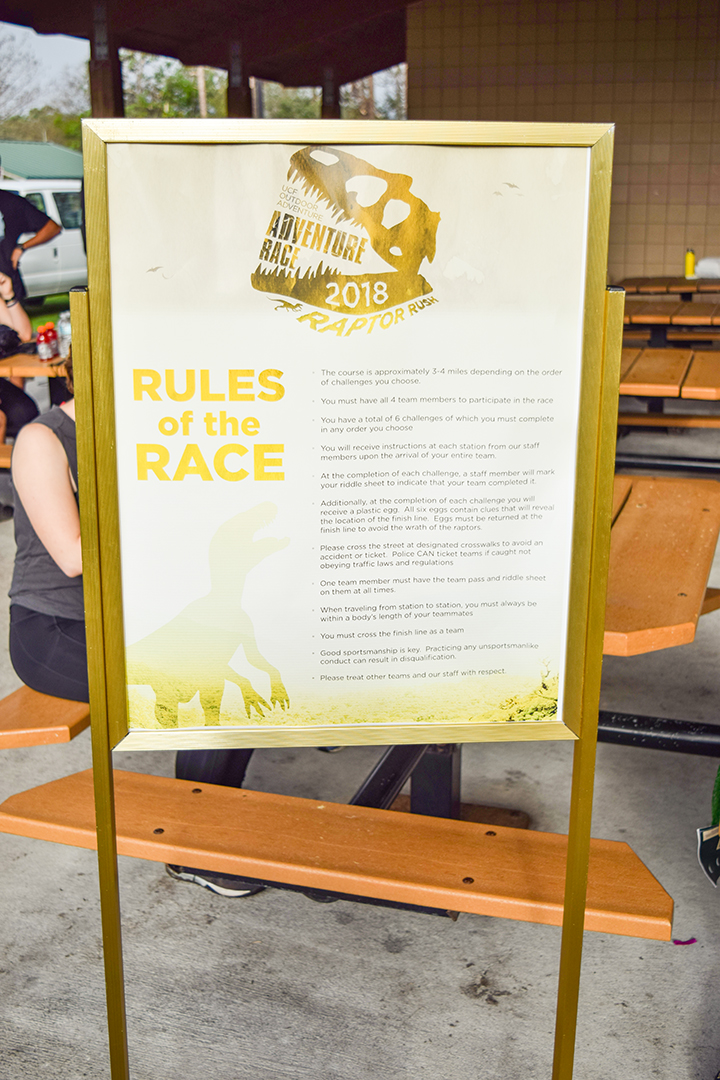 UCF
OUTDOOR
ADVENTURE
ADVENTURE
RACE
2018
RAPTOR RUSH
RULES
of the
RACE
- The course is approximately 3-4 miles depending on the order
of challenges you choose.
- You must have all 4 team members to participate in the race
- You have a total of 6 challenges of which you must complete
in any order you choose
- You will receive instructions at each station from our staff
members upon the arrival of your entire team.
- At the completion of each challenge, a staff member will mark
your riddle sheet to indicate that your team completed it.
- Additionally, at the completion of each challenge you will
receive a plastic egg. All six eggs contain clues that will reveal
the location of the finish line. Eggs must be returned at the
finish line to avoid the wrath of the raptors.
- Please cross the street at designated crosswalks to avoid an
accident or ticket. Police CAN ticket teams if caught not
obeying traffic laws and regulations
- One team member must have the team pass and riddle sheet
on them at all times.
- When traveling from station to station, you must always be
within a body's length of your teammates
- You must cross the finish line as a team
- Good sportsmanship is key. Practicing any unsportsmanlike
conduct can result in disqualification.
- Please treat other teams and our staff with respect.